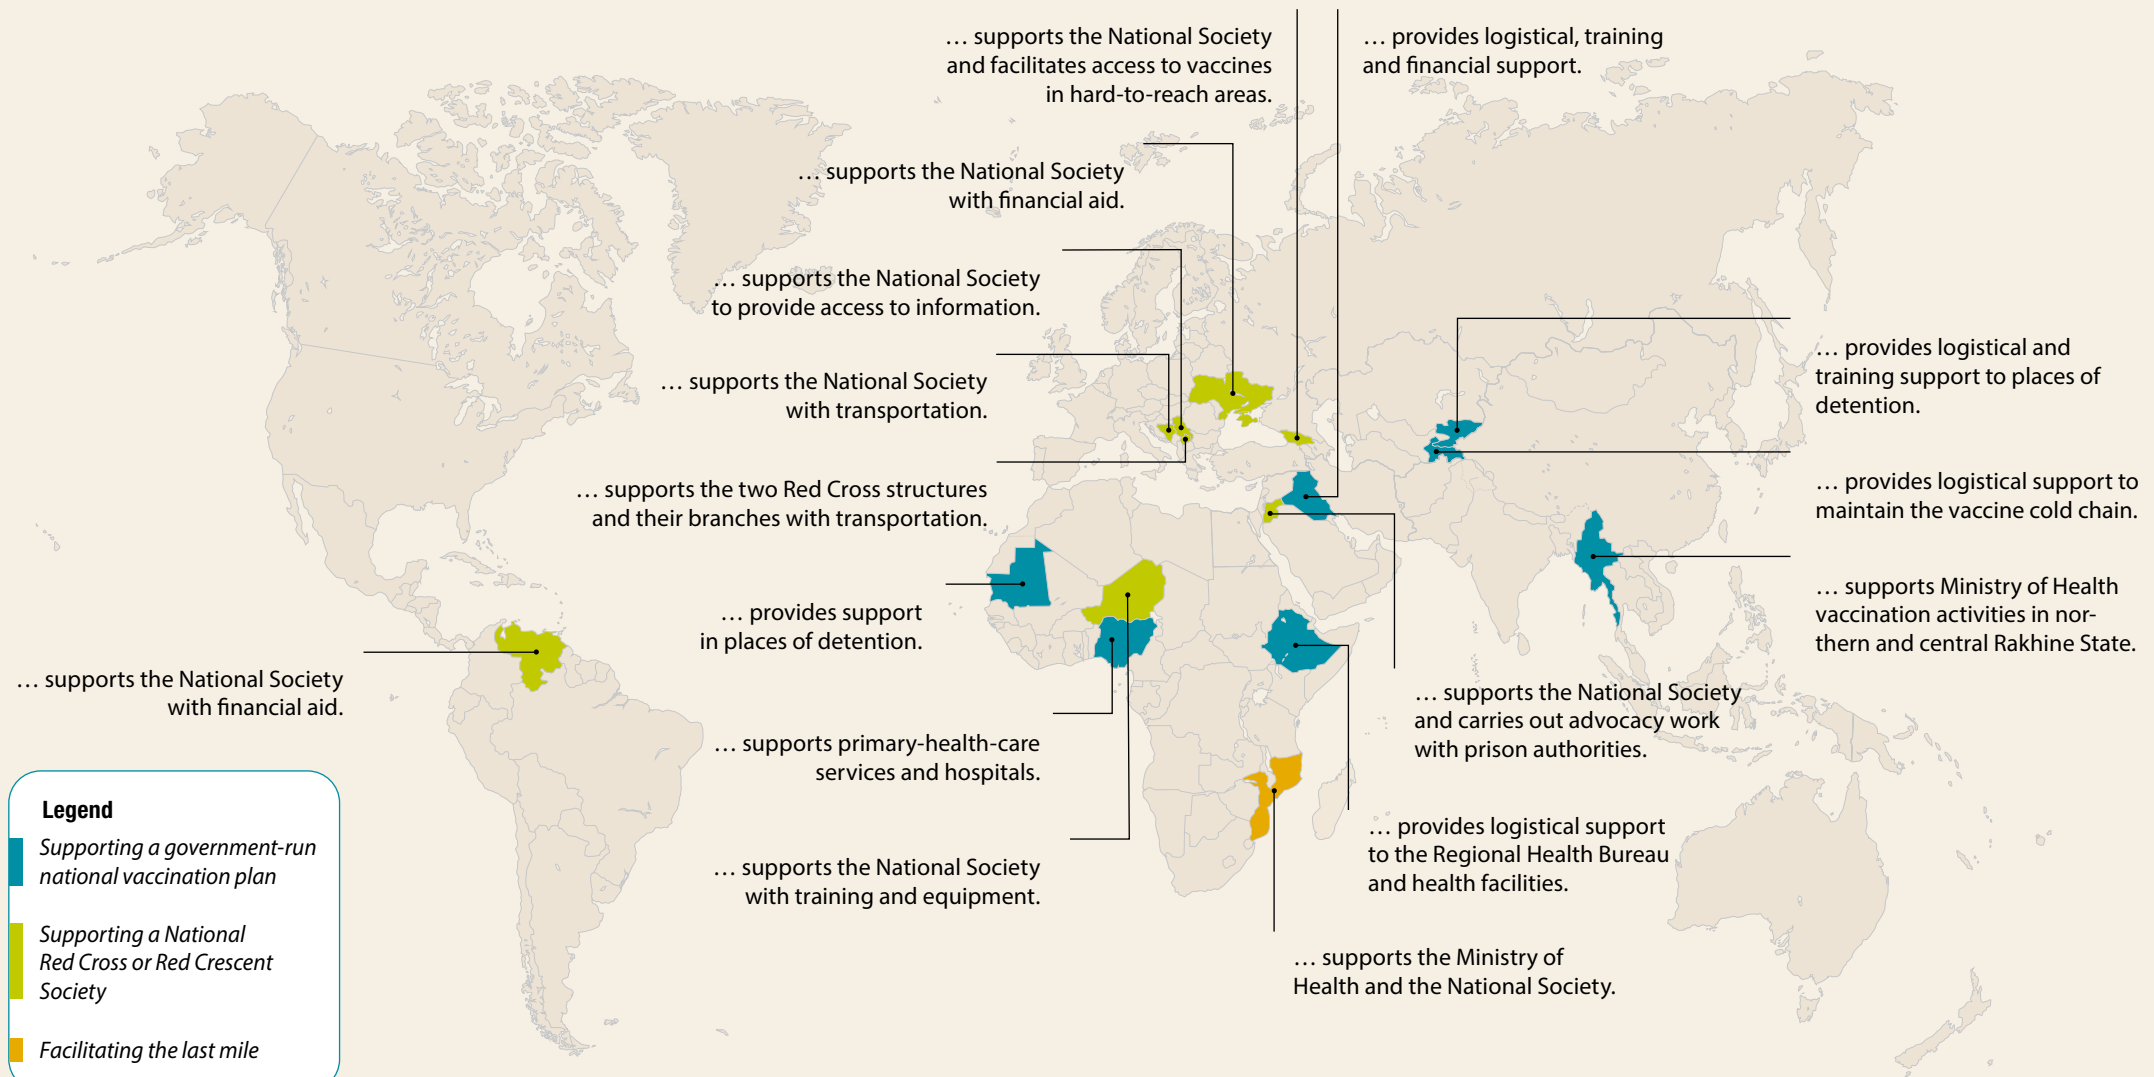 … supports the National Society
and facilitates access to vaccines
in hard-to-reach areas.
… provides logistical, training
and financial support.
… supports the National Society
with financial aid.
… supports the National Society
to provide access to information.
… supports the National Society
with transportation.
… supports the two Red Cross structures
and their branches with transportation.
… provides logistical and
training support to places of
detention.
… provides logistical support to
maintain the vaccine cold chain.
… supports Ministry of Health
vaccination activities in nor-
thern and central Rakhine State.
… provides support
in places of detention.
… supports the National Society
with financial aid.
… supports primary-health-care
services and hospitals.
… supports the National Society
and carries out advocacy work
with prison authorities.
… supports the National Society
with training and equipment.
… provides logistical support
to the Regional Health Bureau
and health facilities.
… supports the Ministry of
Health and the National Society.
Legend
Supporting a government-run
national vaccination plan
Supporting a National
Red Cross or Red Crescent
Society
Facilitating the last mile